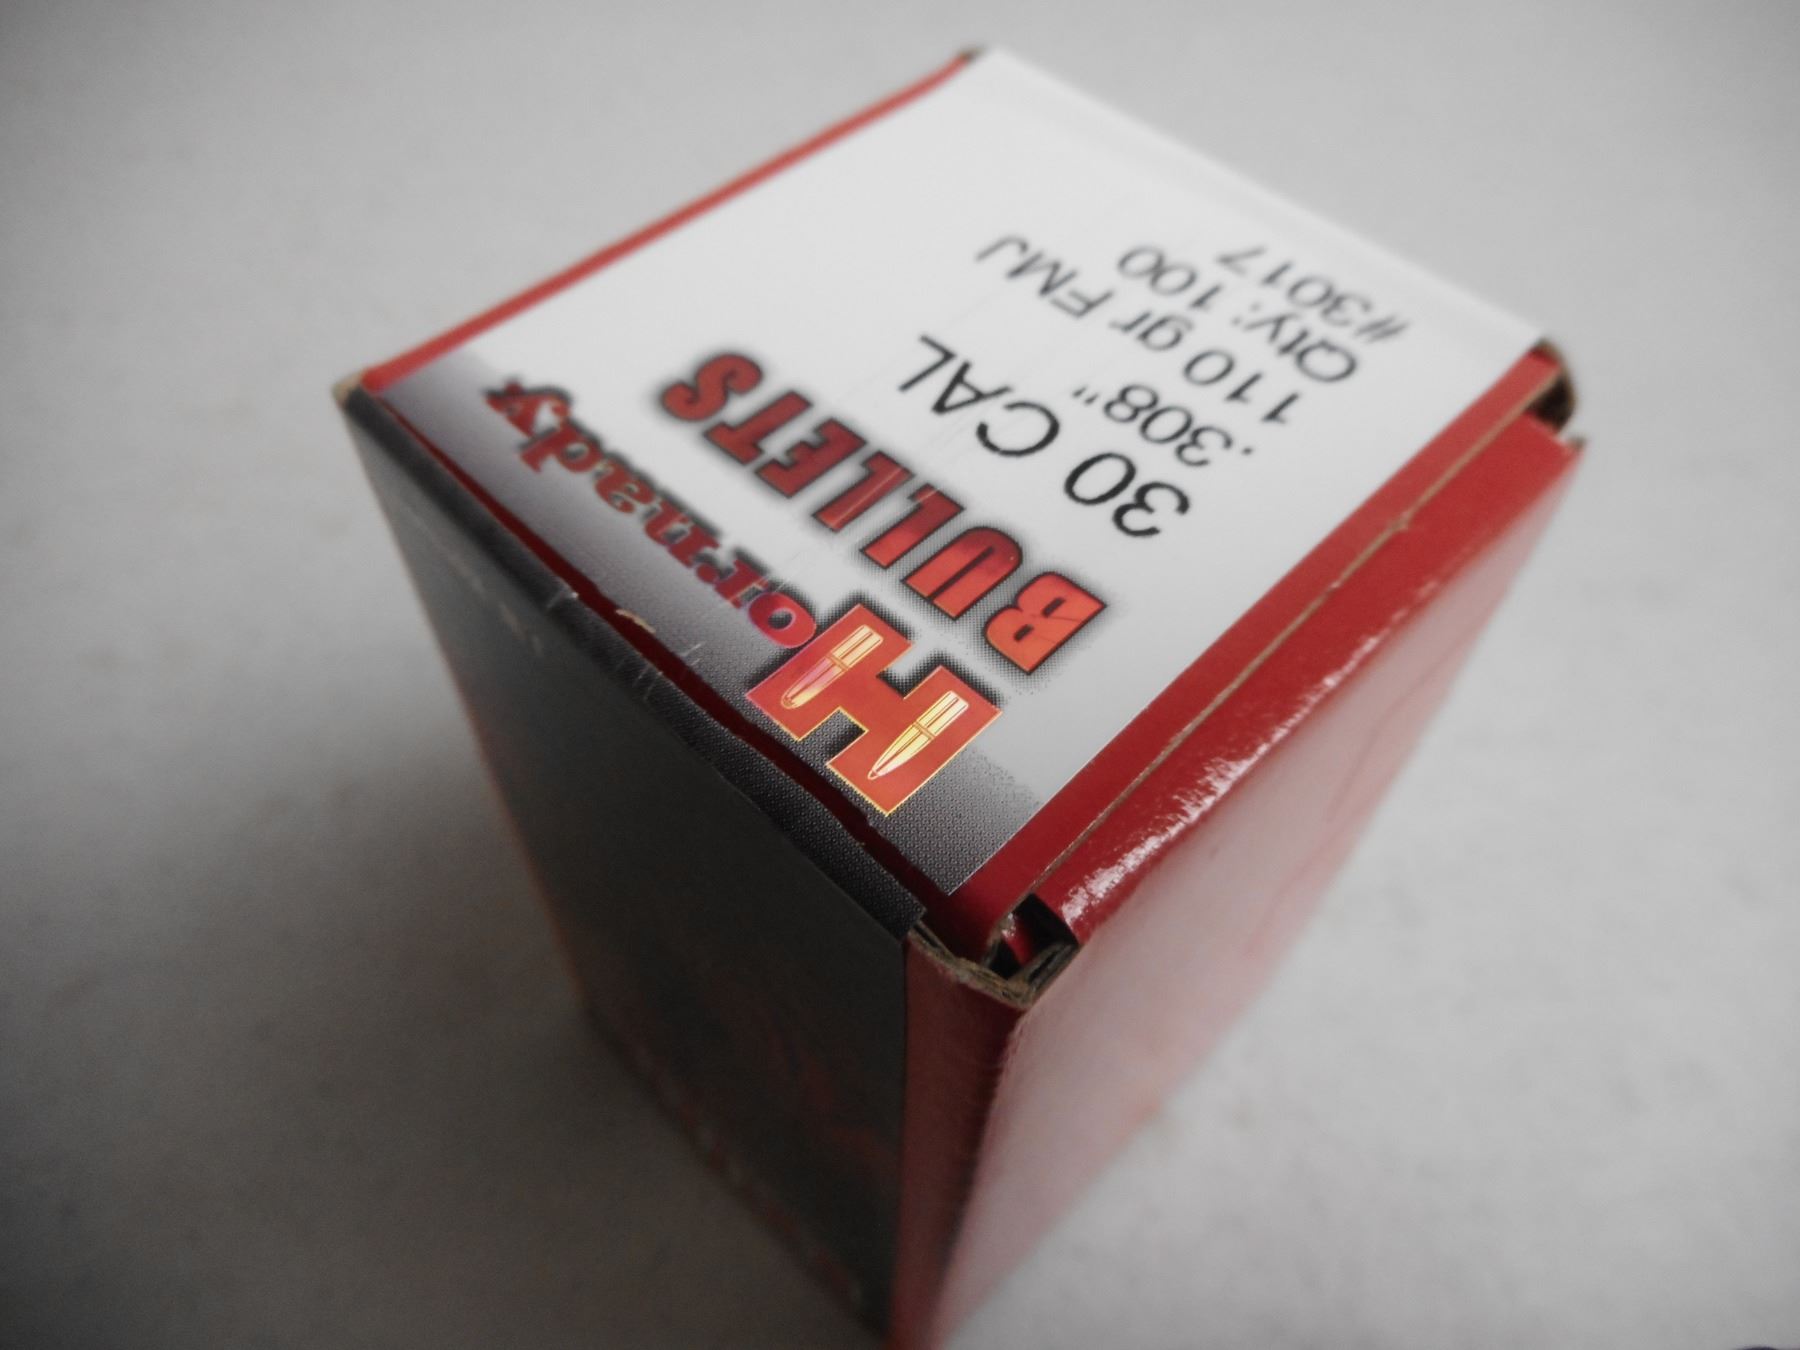 Hornady
BULLETS
30 CAL
.308"
110 gr FMJ
Qty: 100
#3017